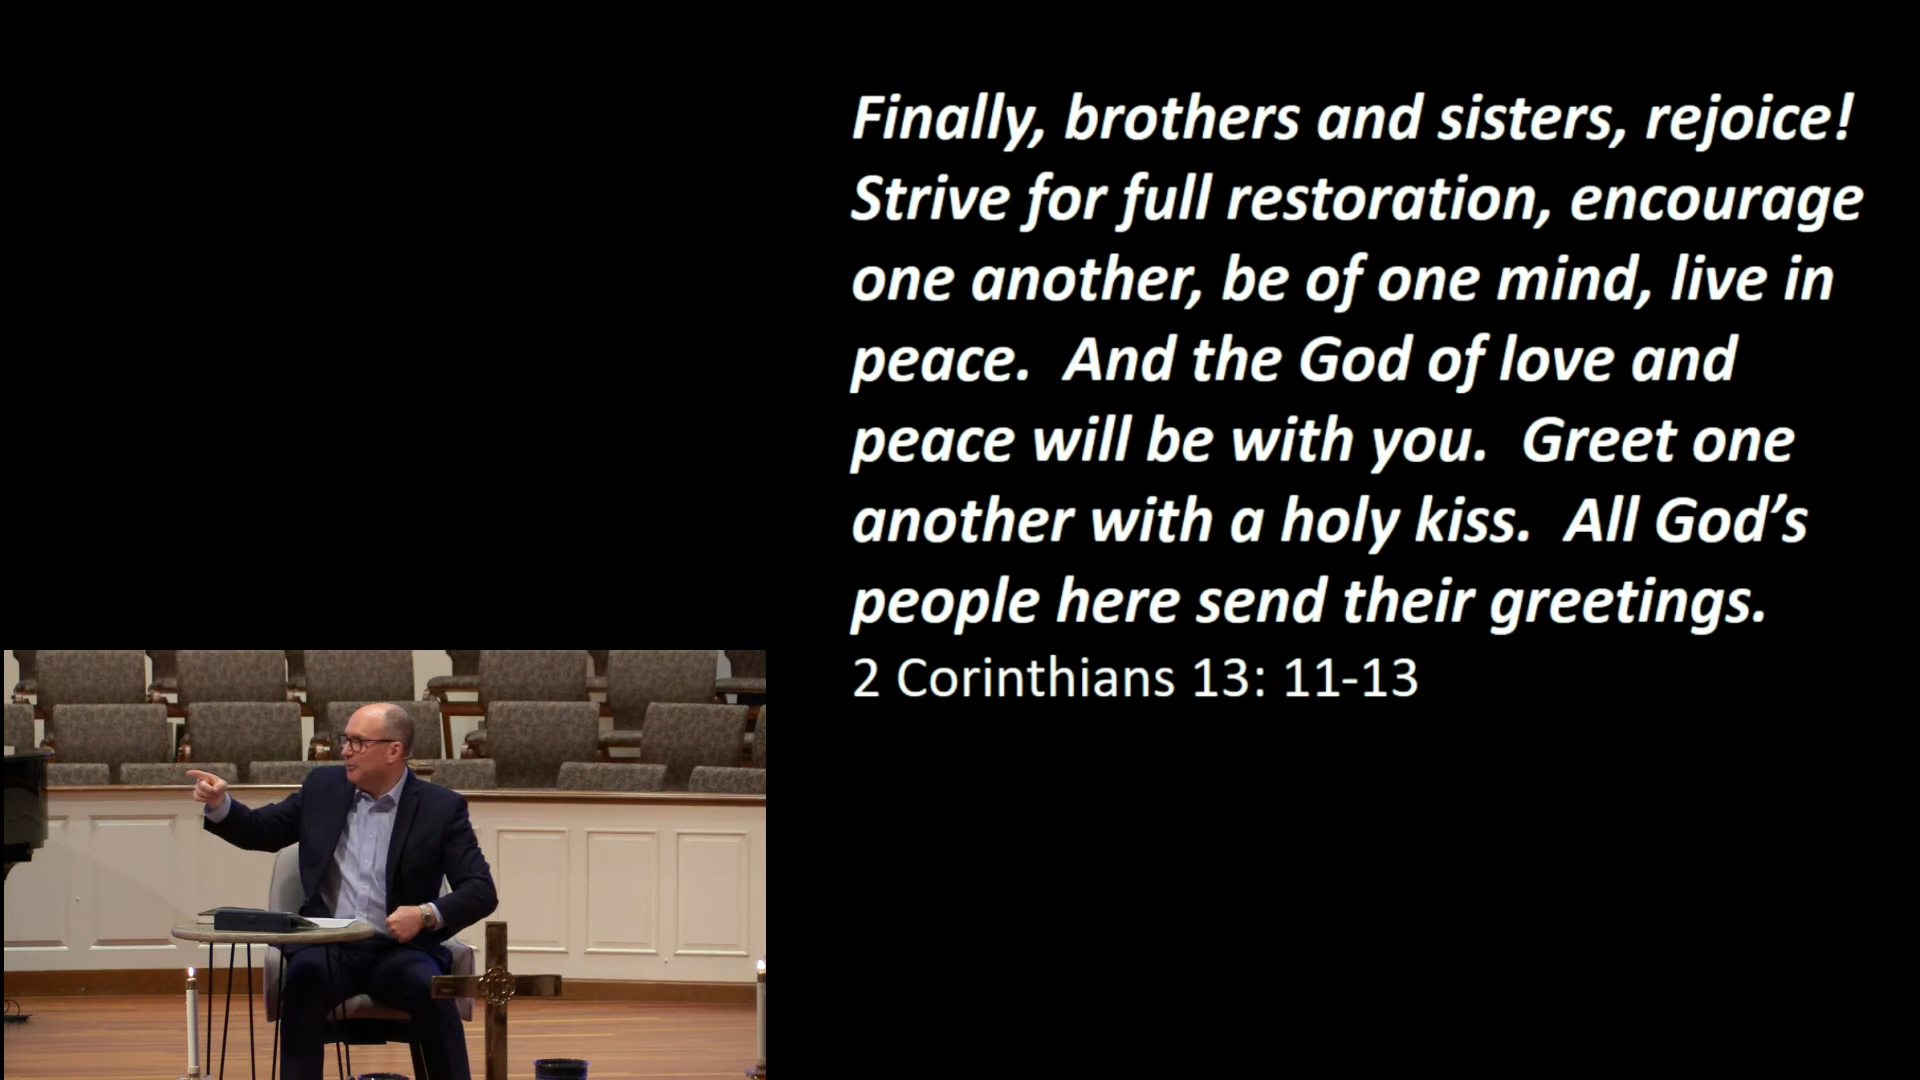 Finally, brothers and sisters, rejoice!
Strive for full restoration, encourage
one another, be of one mind, live in
peace.  And the God of love and
peace will be with you.  Greet one
another with a holy kiss.  All God’s
people here send their greetings.
2 Corinthians 13: 11-13